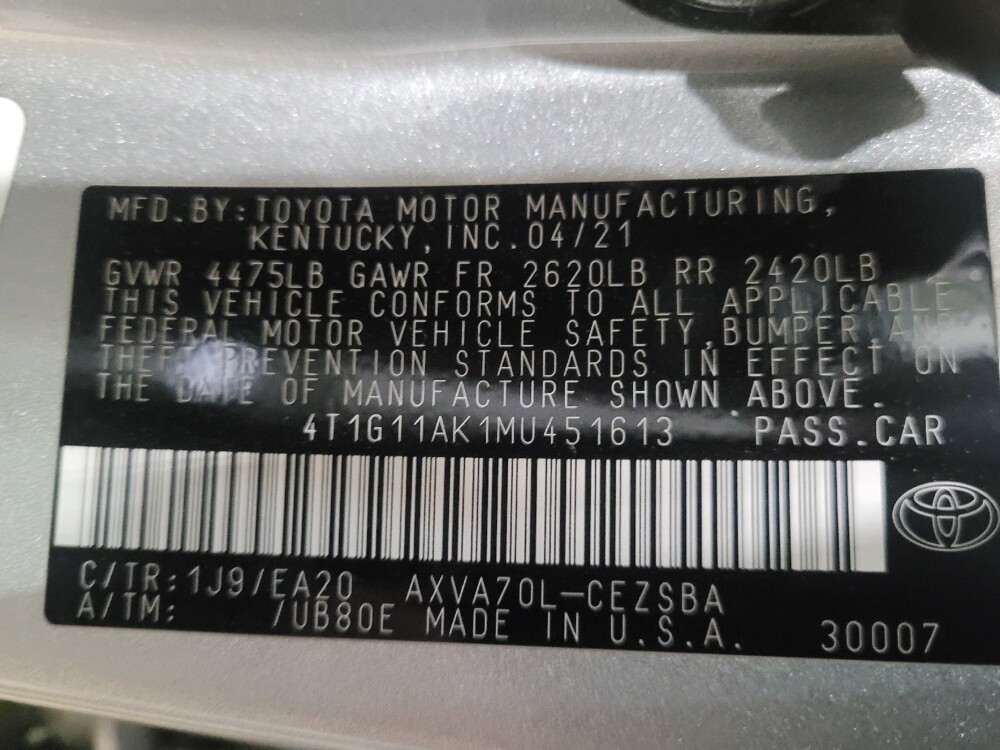 MFD.BY:TOYOTA MOTOR MANUFACTURING,
KENTUCKY, INC. 04/21
GVWR 4475LB GAWR FR 2620LB RR 2420LB
THIS VEHICLE CONFORMS TO ALL APPLICABLE
FEDERAL MOTOR VEHICLE SAFETY,BUMPER,AND
THEFT PREVENTION STANDARDS IN EFFECT ON
THE DATE OF MANUFACTURE SHOWN ABOVE.
4T1G11AK1MU451613 PASS.CAR
C/TR:1J9/EA20 AXVA70L-CEZSBA
A/TM: /UB80E MADE IN U.S.A. 30007